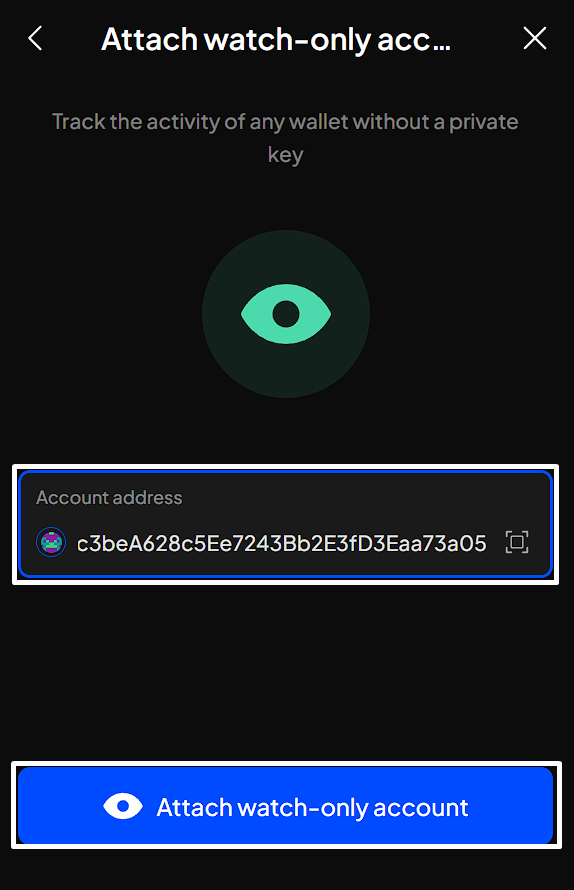 Attach watch-only acc...
Track the activity of any wallet without a private
key
Account address
c3beA628c5Ee7243Bb2E3fD3Eaa73a05
Attach watch-only account